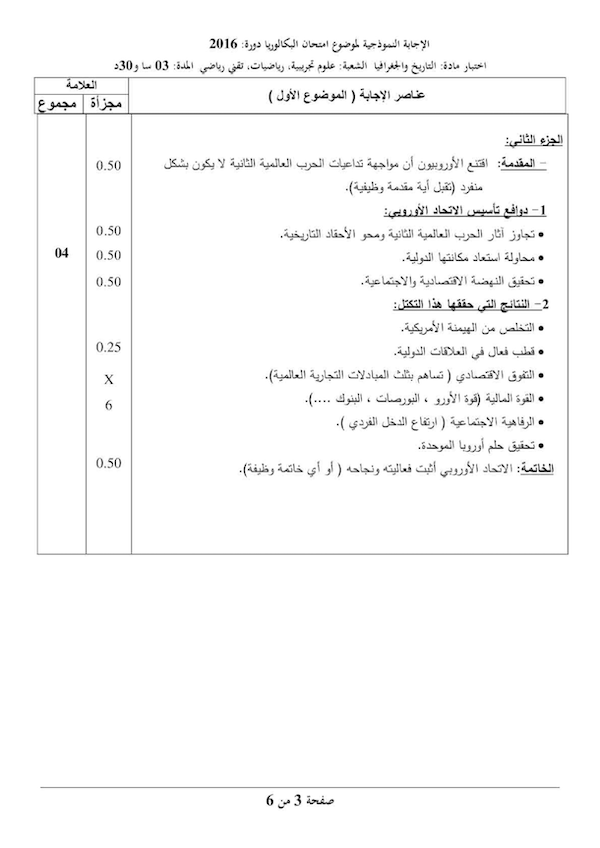 الإجابة النموذجية لموضوع امتحان البكالوريا دورة: 2016
اختبار مادة: التاريخ والجغرافيا الشعبة: علوم تجريبية، رياضيات، تقني رياضي المدة: 03 سا و30د
العلامة
مجموع مجزأة عناصر الإجابة ( الموضوع الأول )
الجزء الثاني:
– المقدمة: اقتنع الأوروبيون أن مواجهة تداعيات الحرب العالمية الثانية لا يكون بشكل 0.50
منفرد (تقبل أية مقدمة وظيفية).
1- دوافع تأسيس الاتحاد الأوروبي:
• تجاوز آثار الحرب العالمية الثانية ومحو الأحقاد التاريخية. 0.50
• محاولة استعاد مكانتها الدولية. 0.50 04
• تحقيق النهضة الاقتصادية والاجتماعية. 0.50
2- النتائج التي حققها هذا التكتل:
• التخلص من الهيمنة الأمريكية.
• قطب فعال في العلاقات الدولية. 0.25
• التفوق الاقتصادي ( تساهم بثلث المبادلات التجارية العالمية). X
• القوة المالية (قوة الأورو ، البورصات ، البنوك ....). 6
• الرفاهية الاجتماعية ( ارتفاع الدخل الفردي ).
• تحقيق حلم أوروبا الموحدة.
الخاتمة: الاتحاد الأوروبي أثبت فعاليته ونجاحه ( أو أي خاتمة وظيفة). 0.50
صفحة 3 من 6